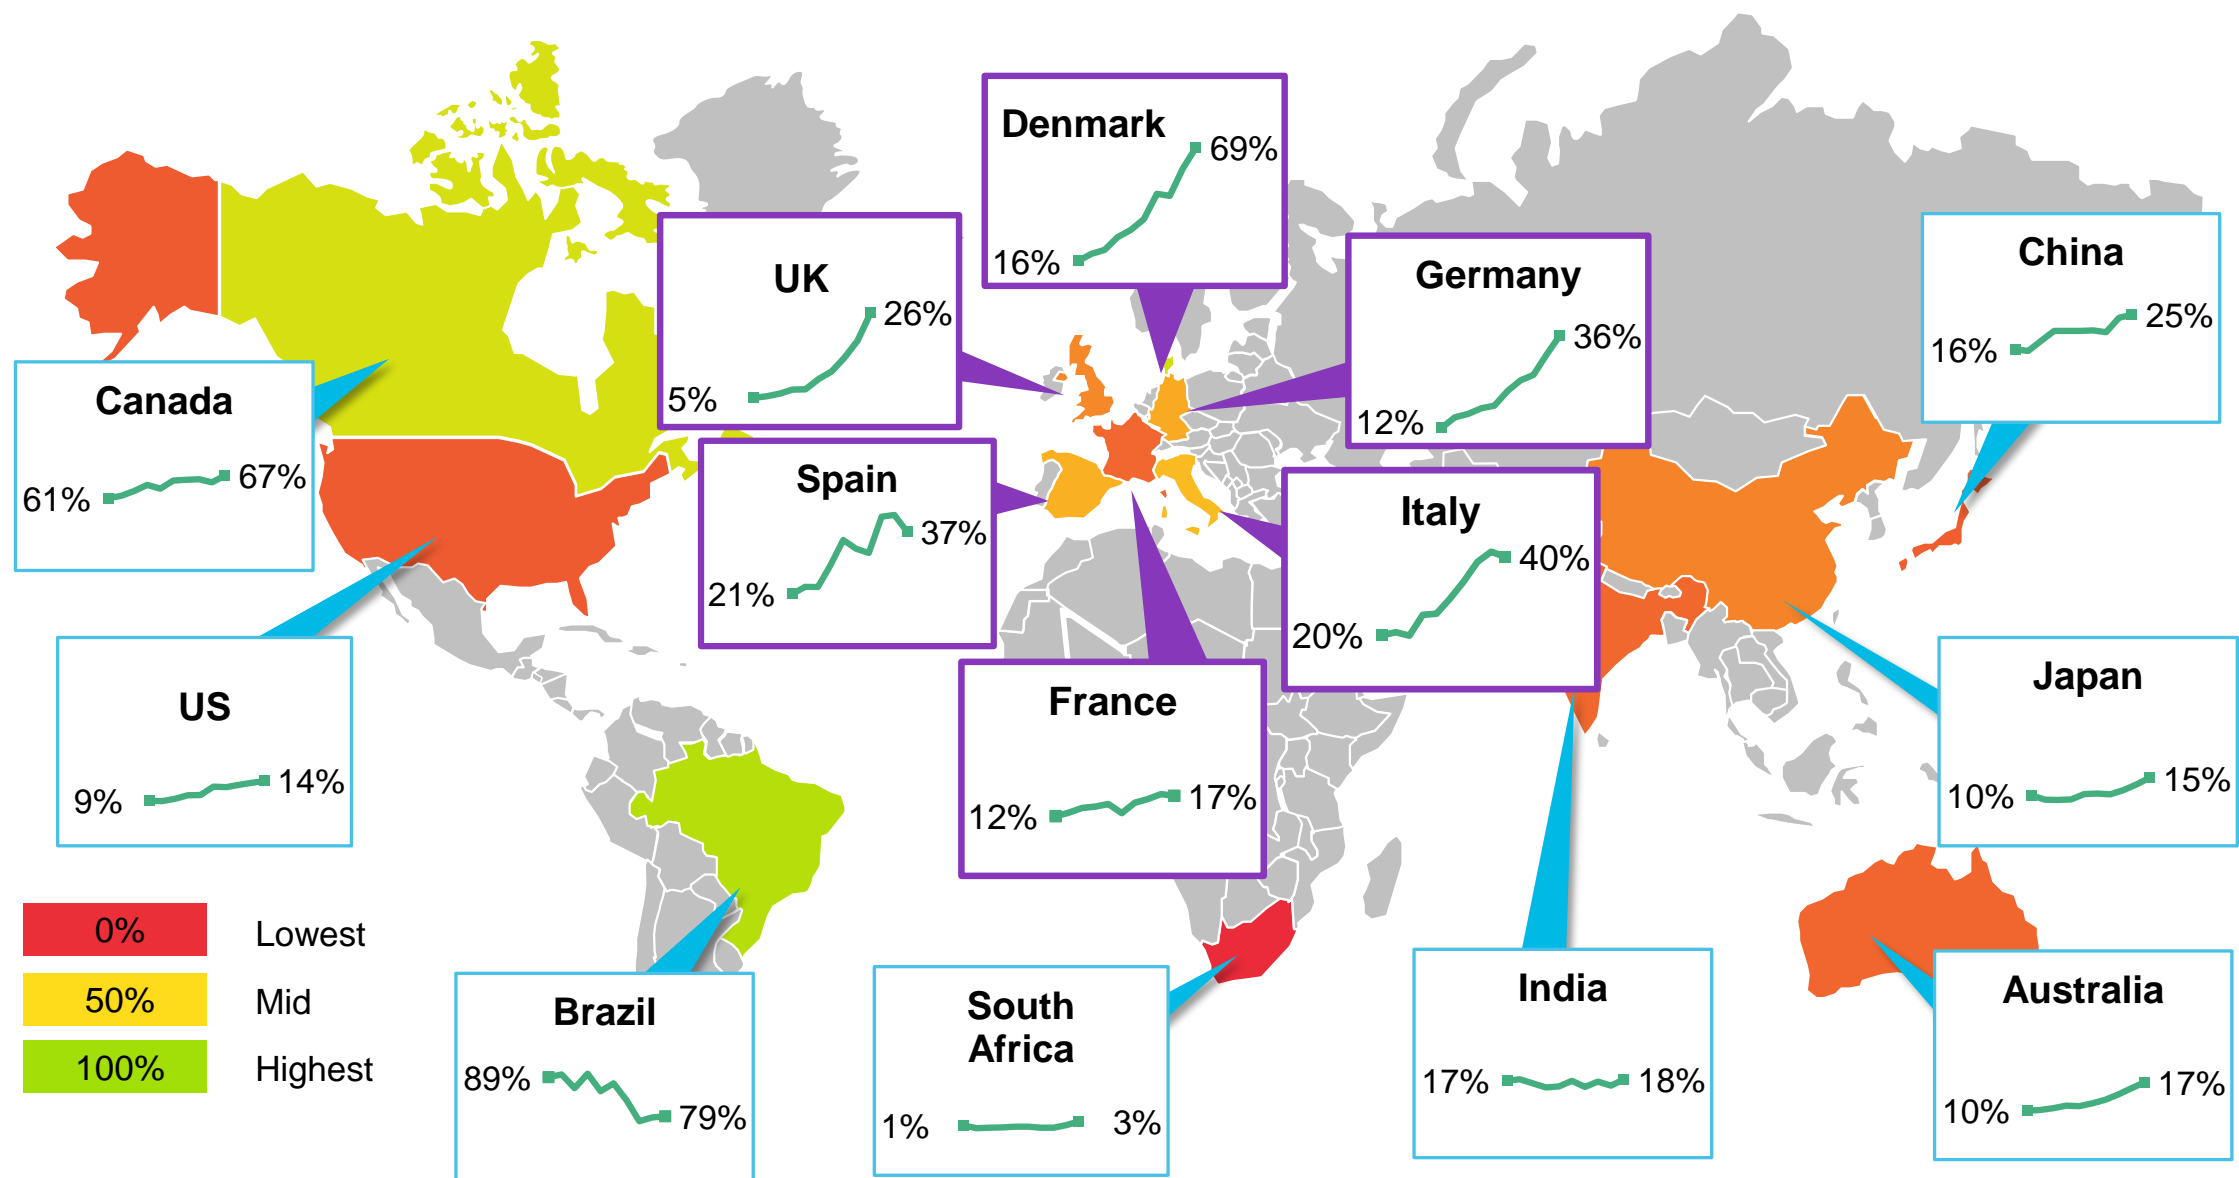 Denmark
69%
16%
UK
26%
5%
Germany
36%
12%
China
25%
16%
Canada
67%
61%
Spain
37%
21%
Italy
40%
20%
US
14%
9%
France
17%
12%
Japan
15%
10%
0% Lowest
50% Mid
100% Highest
Brazil
89%
79%
South
Africa
1% 3%
India
17% 18%
Australia
17%
10%